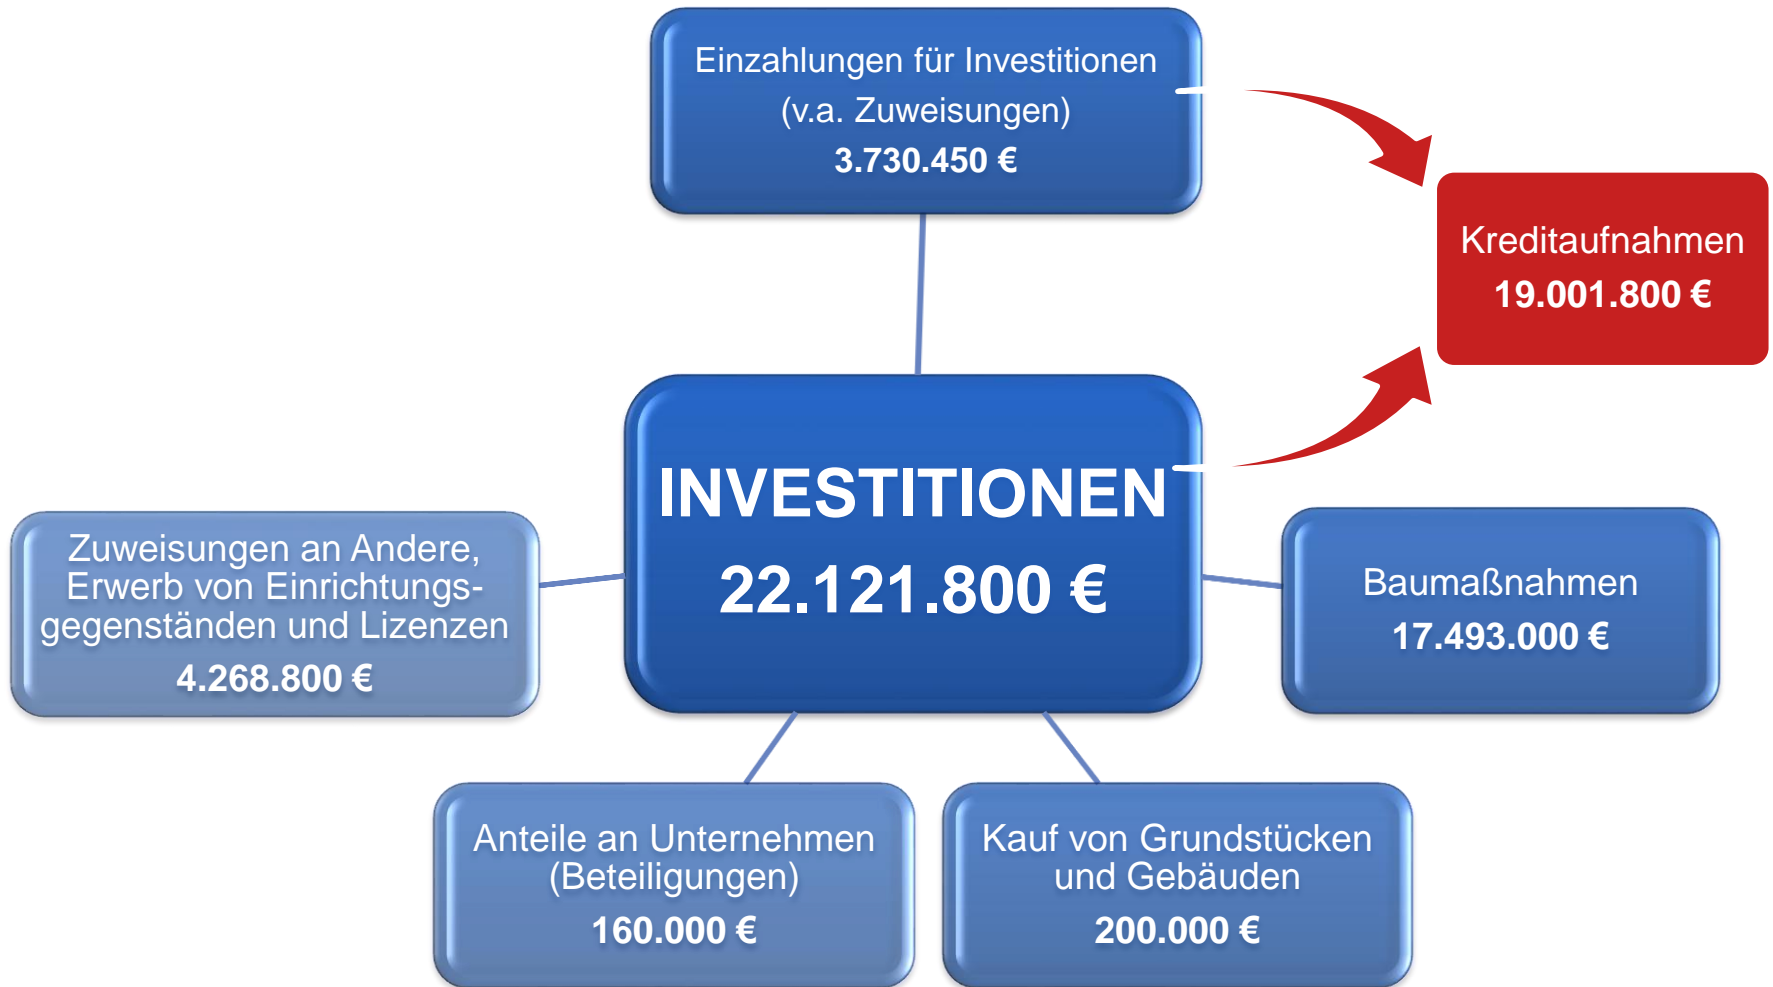 Einzahlungen für Investitionen
(v.a. Zuweisungen)
3.730.450 €
Kreditaufnahmen
19.001.800 €
INVESTITIONEN
22.121.800 €
Zuweisungen an Andere,
Erwerb von Einrichtungs-
gegenständen und Lizenzen
4.268.800 €
Baumaßnahmen
17.493.000 €
Anteile an Unternehmen
(Beteiligungen)
160.000 €
Kauf von Grundstücken
und Gebäuden
200.000 €